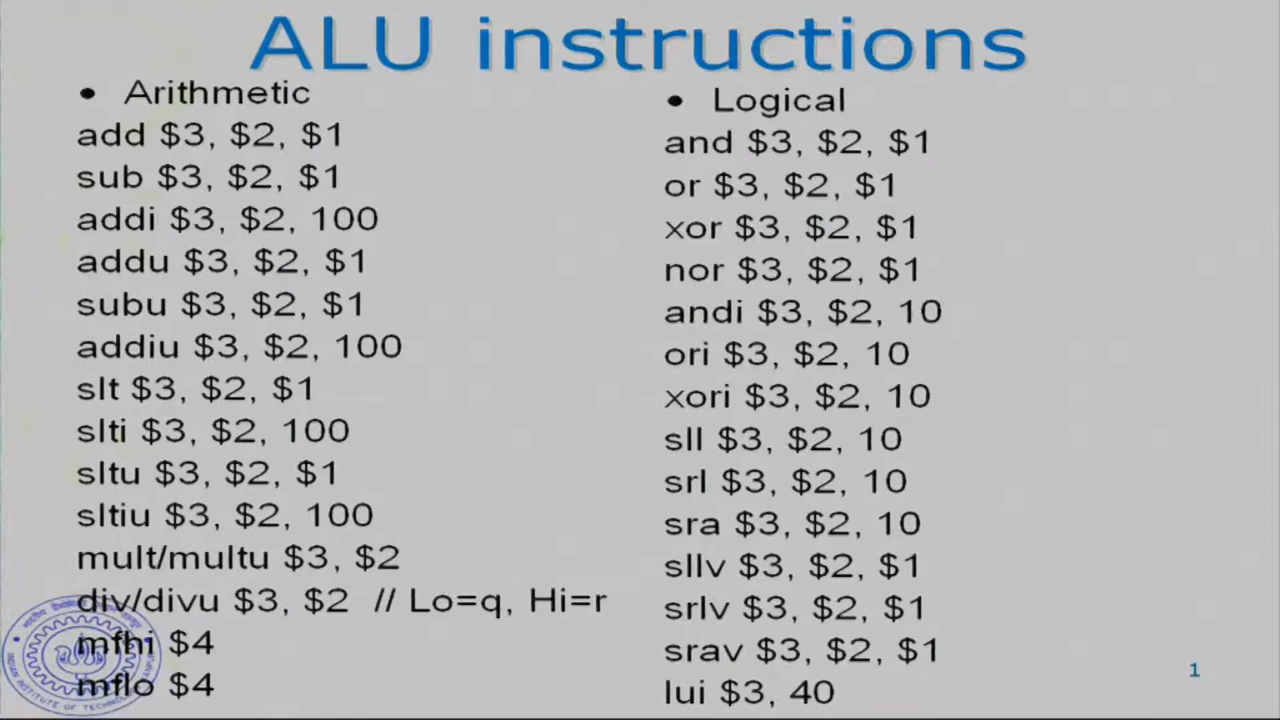 ALU instructions
• Arithmetic
add $3, $2, $1
sub $3, $2, $1
addi $3, $2, 100
addu $3, $2, $1
subu $3, $2, $1
addiu $3, $2, 100
slt $3, $2, $1
slti $3, $2, 100
sltu $3, $2, $1
sltiu $3, $2, 100
mult/multu $3, $2
div/divu $3, $2 // Lo=q, Hi=r
mfhi $4
mflo $4
• Logical
and $3, $2, $1
or $3, $2, $1
xor $3, $2, $1
nor $3, $2, $1
andi $3, $2, 10
ori $3, $2, 10
xori $3, $2, 10
sll $3, $2, 10
srl $3, $2, 10
sra $3, $2, 10
sllv $3, $2, $1
srlv $3, $2, $1
srav $3, $2, $1
lui $3, 40
1
INDIAN INSTITUTE OF TECHNOLOGY